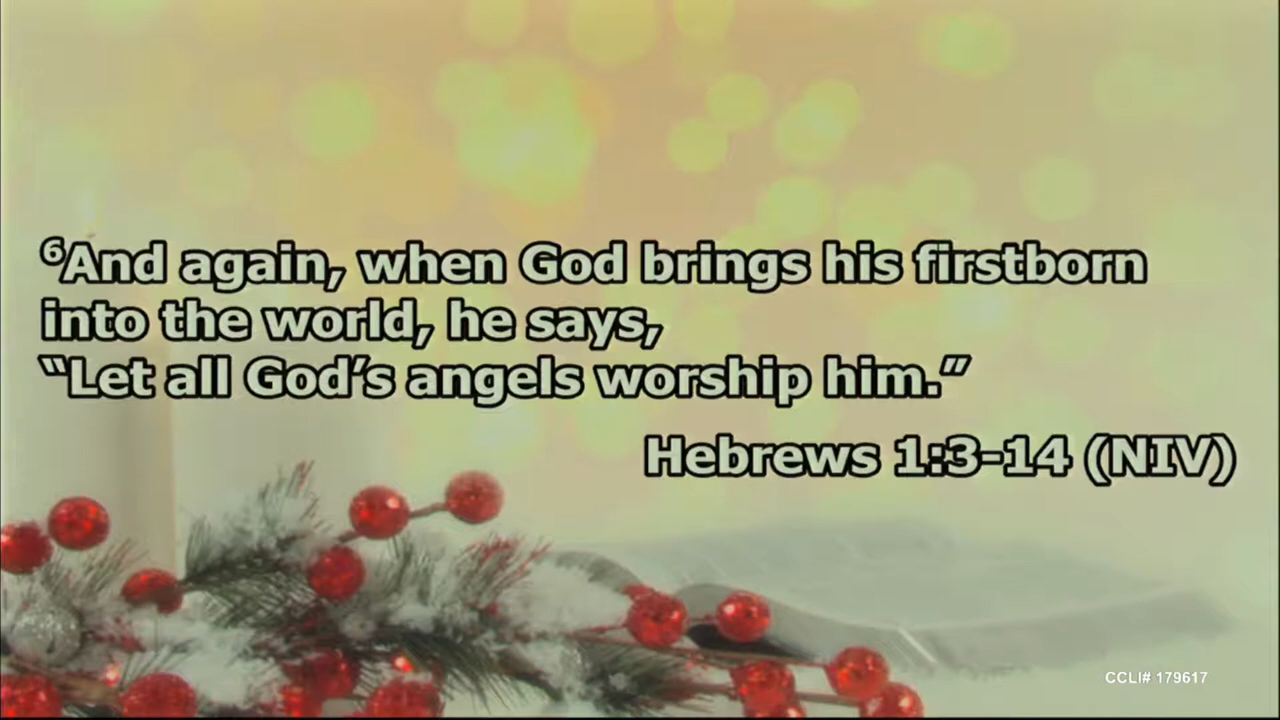 ⁶And again, when God brings his firstborn
into the world, he says,
“Let all God’s angels worship him.”
Hebrews 1:3-14 (NIV)
CCLI# 179617